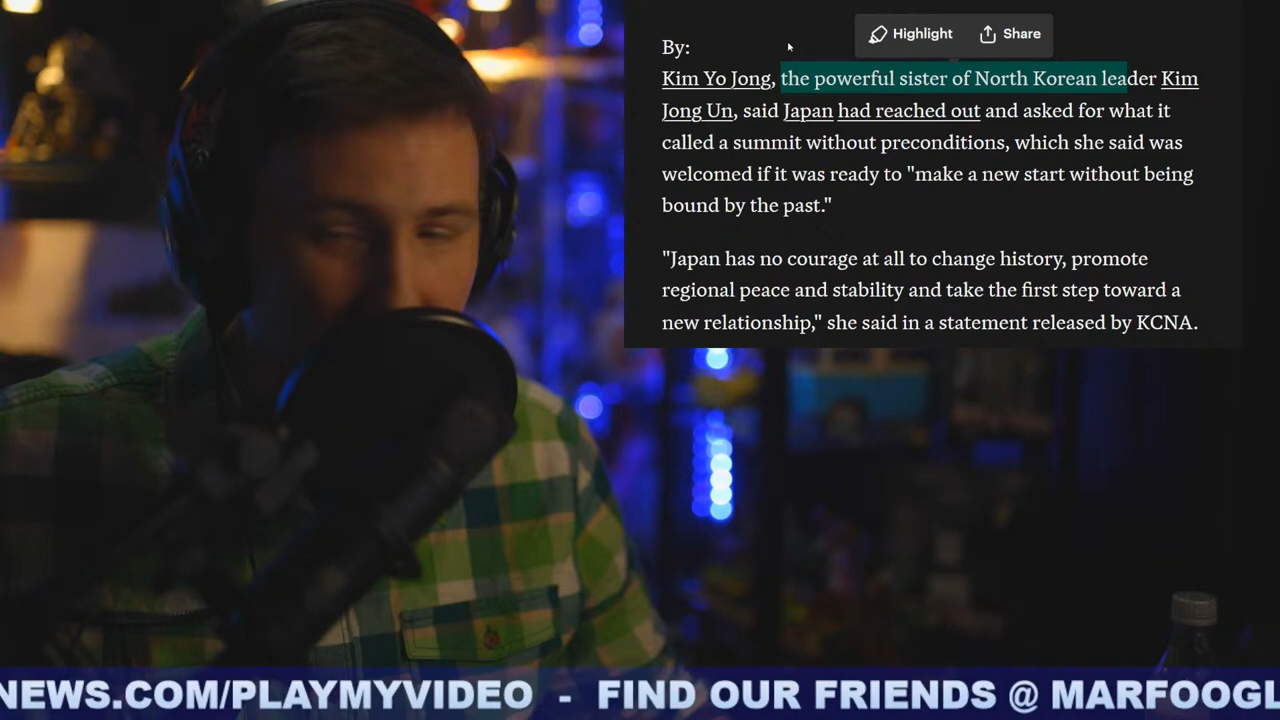 Highlight Share
By:
Kim Yo Jong, the powerful sister of North Korean leader Kim
Jong Un, said Japan had reached out and asked for what it
called a summit without preconditions, which she said was
welcomed if it was ready to "make a new start without being
bound by the past."
"Japan has no courage at all to change history, promote
regional peace and stability and take the first step toward a
new relationship," she said in a statement released by KCNA.
NEWS.COM/PLAYMYVIDEO - FIND OUR FRIENDS @ MARFOOGL